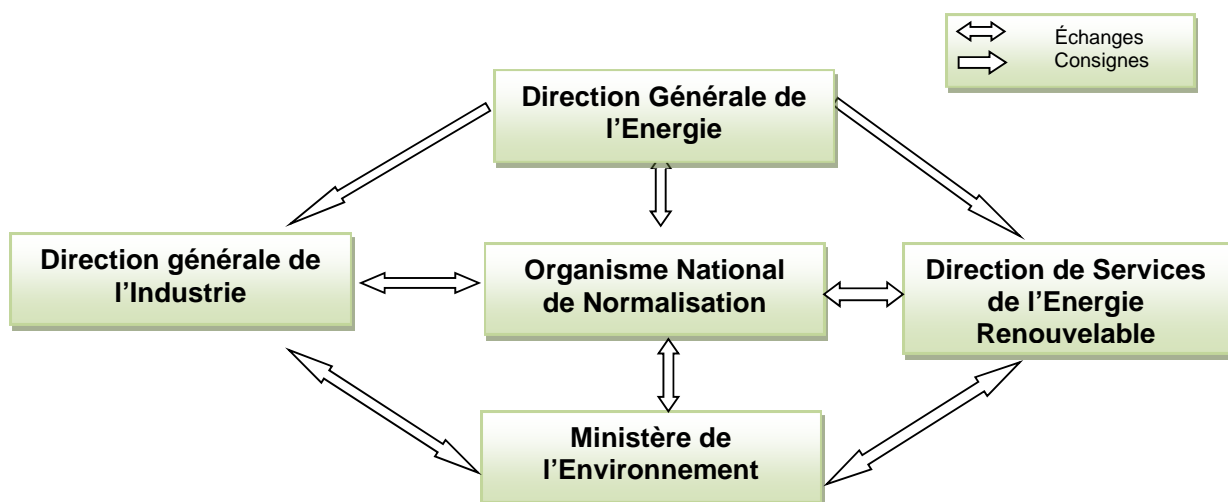 Échanges
Consignes
Direction Générale de
l’Energie
Direction générale de
l’Industrie
Organisme National
de Normalisation
Direction de Services
de l’Energie
Renouvelable
Ministère de
l’Environnement